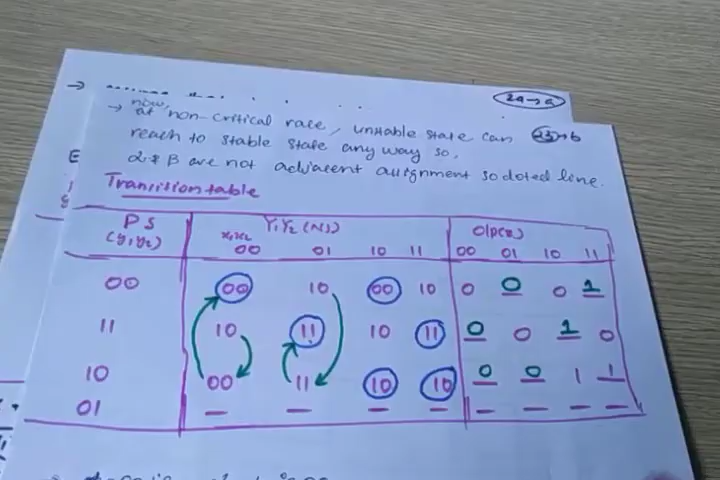 → now,
at non-critical race, unstable state can
reach to stable state any way so,
α & β are not adjacent assignment so doted line.
Transition table
PS Y₁Y₂ (NS) O/P(z)
(y₁y₂) x₁x₂ 00 01 10 11 00 01 10 11
00 00 10 00 10 0 0 0 1
11 10 11 10 11 0 0 1 0
10 00 11 10 10 0 0 1 1
01 — — — — — — — —